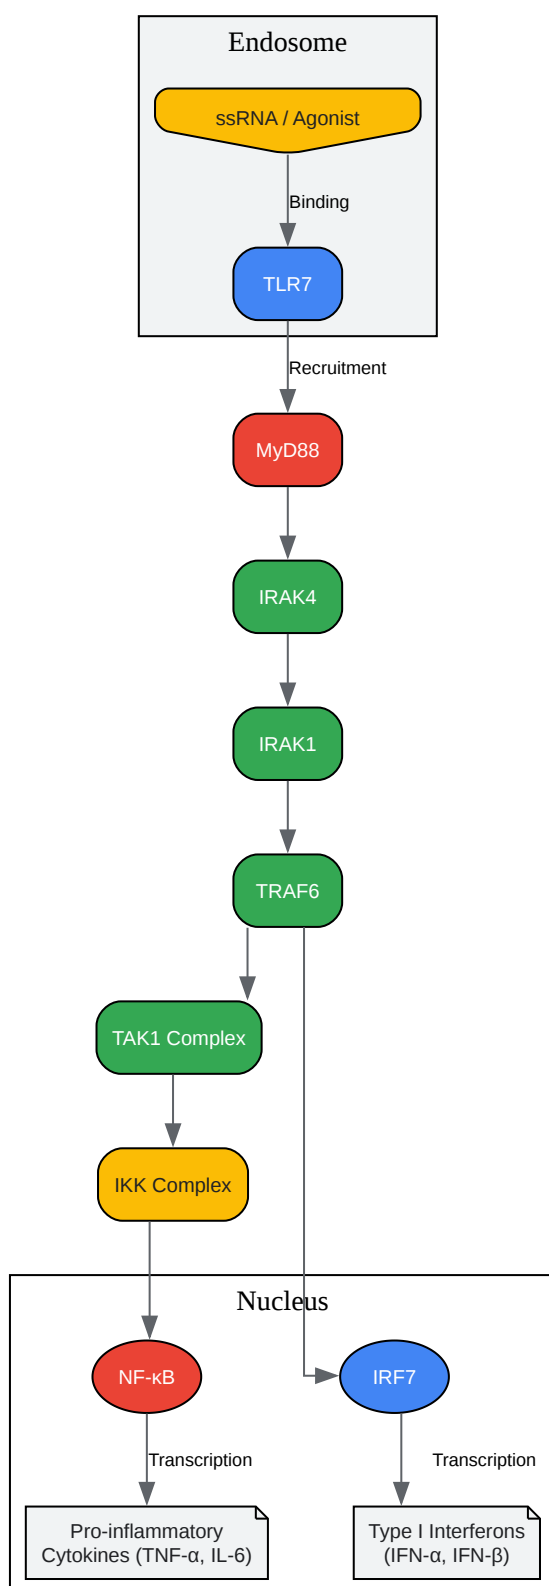 Endosome
ssRNA / Agonist
Binding
TLR7
Recruitment
MyD88
IRAK4
IRAK1
TRAF6
TAK1 Complex
IKK Complex
Nucleus
NF-κB
IRF7
Transcription
Transcription
Pro-inflammatory
Cytokines (TNF-α, IL-6)
Type I Interferons
(IFN-α, IFN-β)